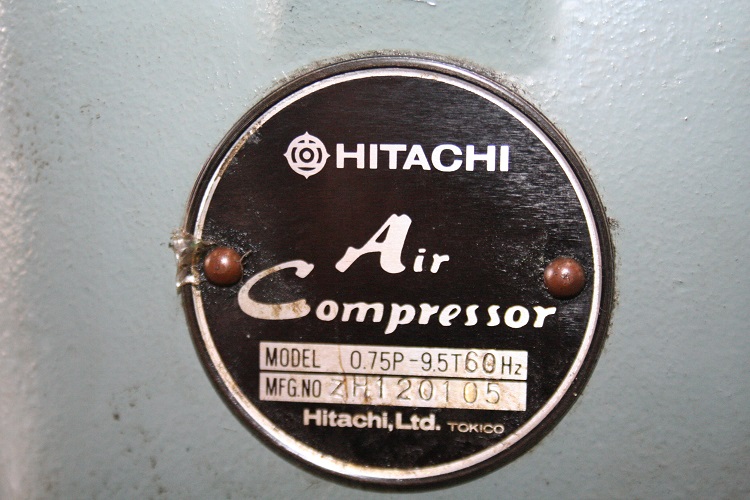 HITACHI
Air
Compressor
MODEL 0.75P-9.5T60Hz
MFG.NO ZH120105
Hitachi,Ltd. TOKICO